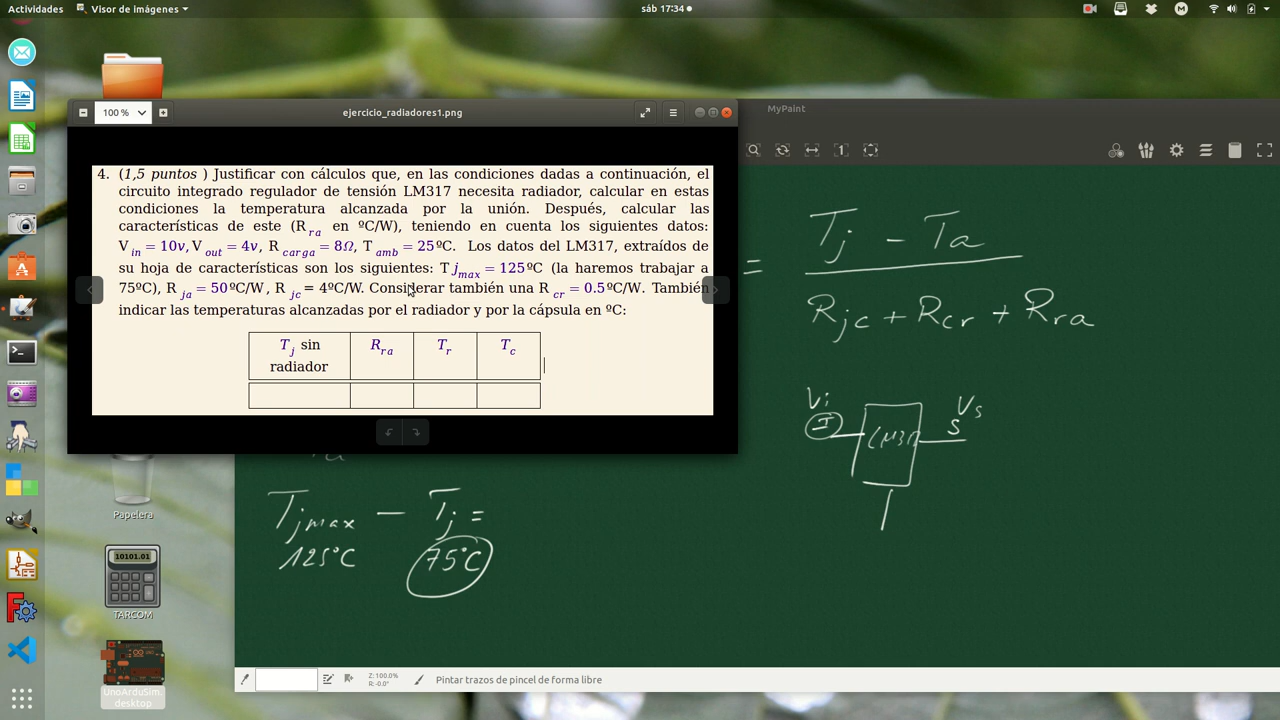 Actividades
Visor de imágenes
sáb 17:34
100 %
ejercicio_radiadores1.png
MyPaint
4. (1,5 puntos ) Justificar con cálculos que, en las condiciones dadas a continuación, el
circuito integrado regulador de tensión LM317 necesita radiador, calcular en estas
condiciones la temperatura alcanzada por la unión. Después, calcular las
características de este (R ra en ºC/W), teniendo en cuenta los siguientes datos:
V in = 10v, V out = 4v, R carga = 8Ω, T amb = 25ºC. Los datos del LM317, extraídos de
su hoja de características son los siguientes: T jmax = 125ºC (la haremos trabajar a
75ºC), R ja = 50ºC/W, R jc = 4ºC/W. Considerar también una R cr = 0.5ºC/W. También
indicar las temperaturas alcanzadas por el radiador y por la cápsula en ºC:
Tj sin radiador Rra Tr Tc
= Tj - Ta
Rjc + Rcr + Rra
Vi
I
LM317
S
Vs
Tjmax - Tj =
125°C 75°C
Papelera
10101.01
TARCOM
UnoArduSim.
desktop
Z: 100.0%
R: -0.0°
Pintar trazos de pincel de forma libre